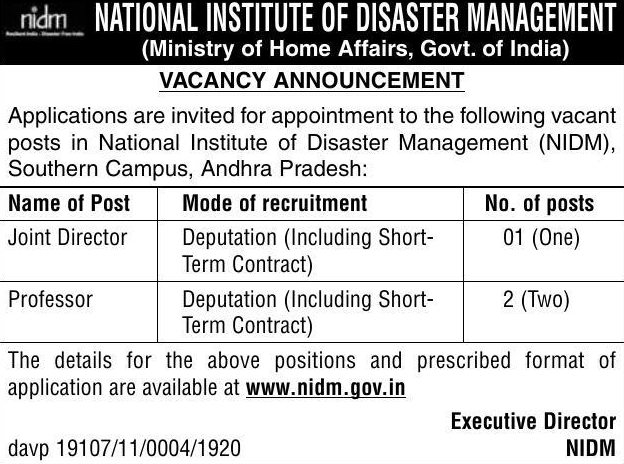 nidm
Resilient India - Disaster Free India
NATIONAL INSTITUTE OF DISASTER MANAGEMENT
(Ministry of Home Affairs, Govt. of India)
VACANCY ANNOUNCEMENT
Applications are invited for appointment to the following vacant
posts in National Institute of Disaster Management (NIDM),
Southern Campus, Andhra Pradesh:
Name of Post Mode of recruitment No. of posts
Joint Director Deputation (Including Short- 01 (One)
Term Contract)
Professor Deputation (Including Short- 2 (Two)
Term Contract)
The details for the above positions and prescribed format of
application are available at www.nidm.gov.in
Executive Director
davp 19107/11/0004/1920 NIDM